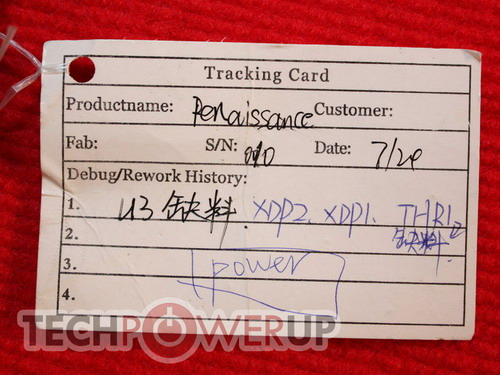 Tracking Card
Productname: Renaissance Customer:
Fab: S/N: 010 Date: 7/20
Debug/Rework History:
1. U3 缺料. XDP2. XDP1. THR1
2. 缺料.
3. power
4.
TECHPOWERUP